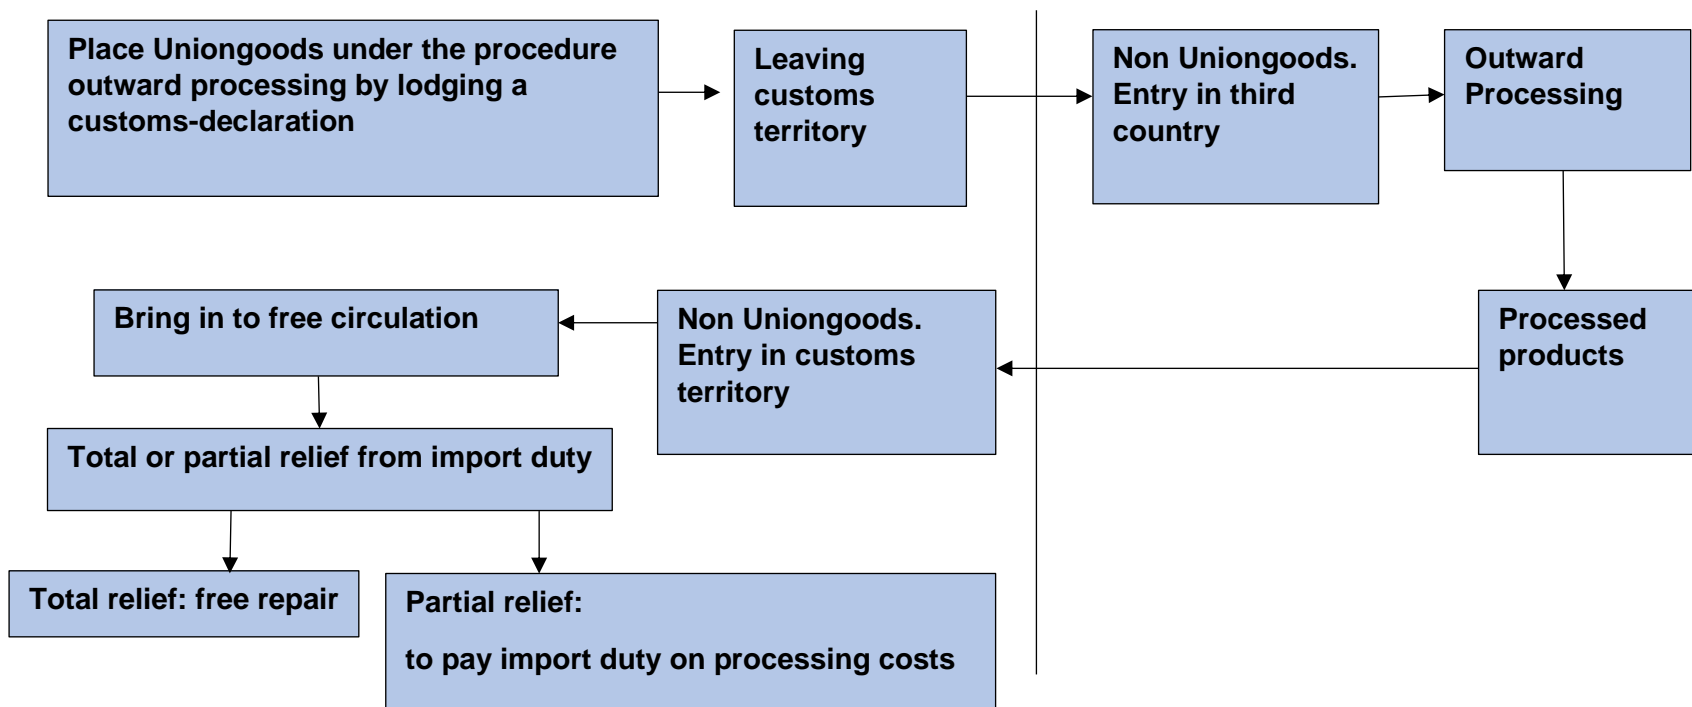 Place Uniongoods under the procedure
outward processing by lodging a
customs-declaration
Leaving
customs
territory
Non Uniongoods.
Entry in third
country
Outward
Processing
Bring in to free circulation
Non Uniongoods.
Entry in customs
territory
Processed
products
Total or partial relief from import duty
Total relief: free repair
Partial relief:
to pay import duty on processing costs